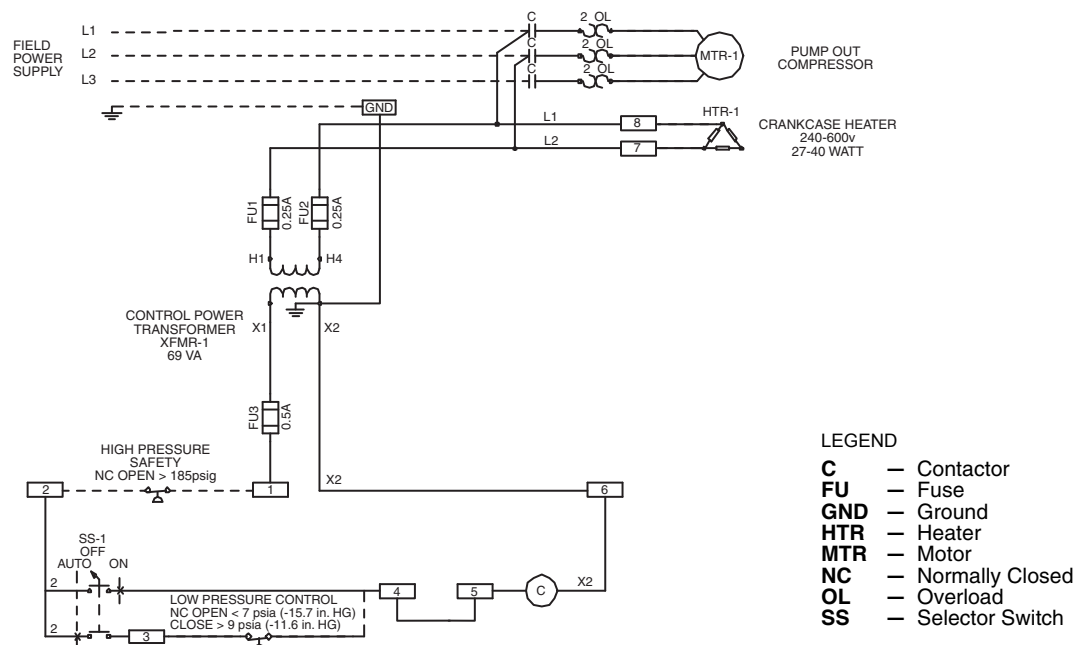 C
2 OL
L1
FIELD
POWER
SUPPLY
L2
C
2 OL
MTR-1
PUMP OUT
COMPRESSOR
L3
C
2 OL
GND
L1
8
HTR-1
CRANKCASE HEATER
240-600v
27-40 WATT
L2
7
FU1
0.25A
FU2
0.25A
H1
H4
CONTROL POWER
TRANSFORMER
XFMR-1
69 VA
X1
X2
FU3
0.5A
HIGH PRESSURE
SAFETY
NC OPEN > 185psig
2
1
X2
6
SS-1
OFF
AUTO
ON
2
4
5
C
X2
LOW PRESSURE CONTROL
NC OPEN < 7 psia (-15.7 in. HG)
CLOSE > 9 psia (-11.6 in. HG)
2
3
LEGEND
C — Contactor
FU — Fuse
GND — Ground
HTR — Heater
MTR — Motor
NC — Normally Closed
OL — Overload
SS — Selector Switch